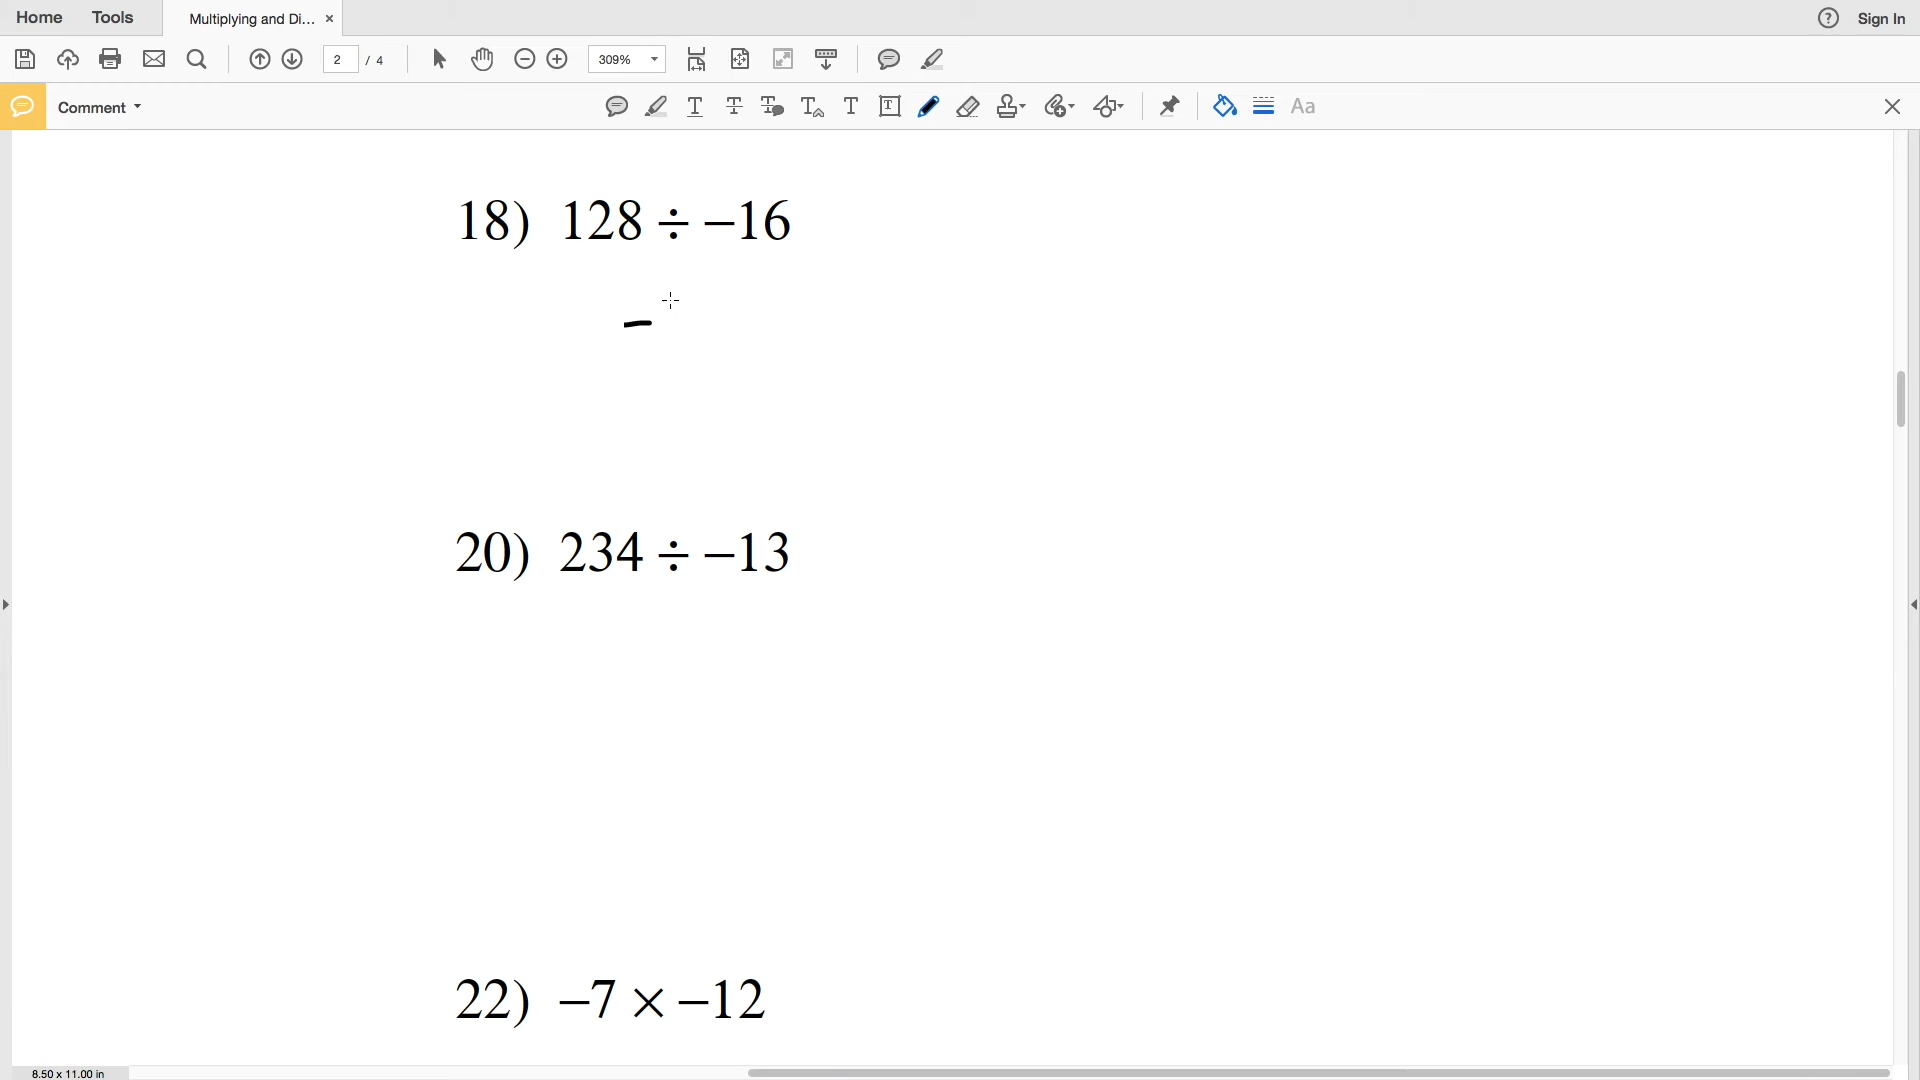 Home Tools Multiplying and Di... × ? Sign In
2 / 4 309%
Comment T T T T T T Aa
18) 128 ÷ −16
−
20) 234 ÷ −13
22) −7 × −12
8.50 x 11.00 in